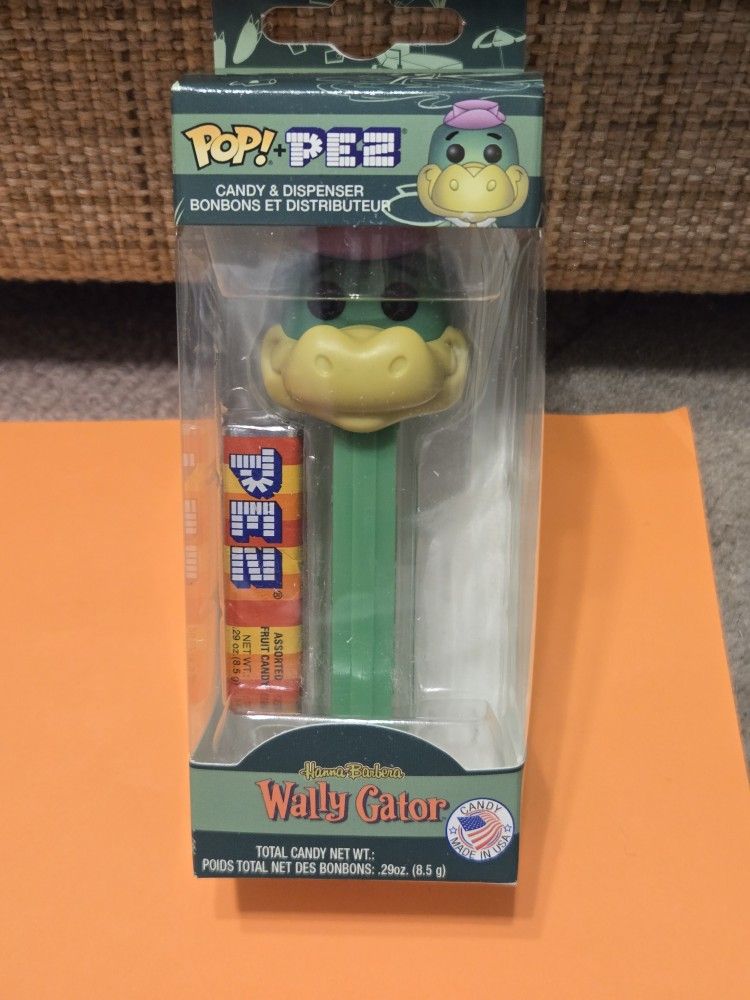 POP! + PEZ®
CANDY & DISPENSER
BONBONS ET DISTRIBUTEUR
PEZ®
ASSORTED
FRUIT CANDY
NET WT.
.29 oz (8.5 g)
Hanna-Barbera
Wally Gator
CANDY
MADE IN USA
TOTAL CANDY NET WT.:
POIDS TOTAL NET DES BONBONS: .29oz. (8.5 g)